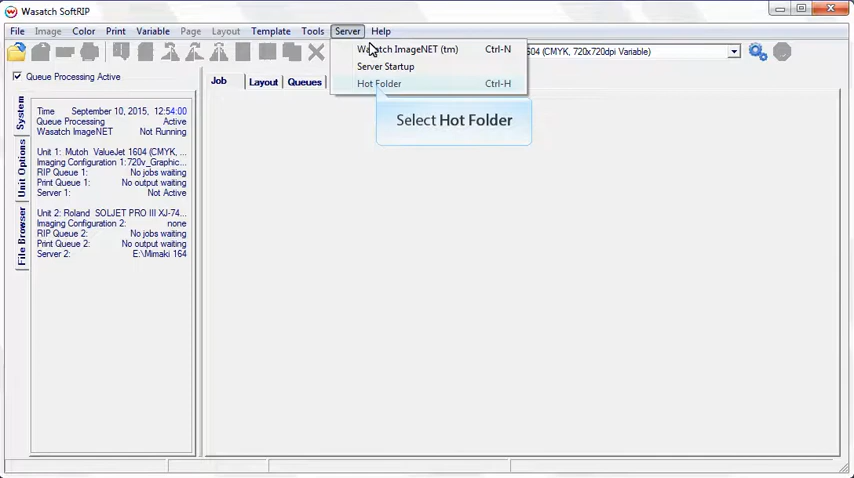 Wasatch SoftRIP
File Image Color Print Variable Page Layout Template Tools Server Help
Wasatch ImageNET (tm) Ctrl-N
Server Startup
Hot Folder Ctrl-H
Select Hot Folder
1604 (CMYK, 720x720dpi Variable)
Queue Processing Active
Job Layout Queues
System
Unit Options
File Browser
Time September 10, 2015, 12:54:00
Queue Processing Active
Wasatch ImageNET Not Running
Unit 1: Mutoh ValueJet 1604 (CMYK, ...
Imaging Configuration 1: 720v_Graphic...
RIP Queue 1: No jobs waiting
Print Queue 1: No output waiting
Server 1: Not Active
Unit 2: Roland SOLJET PRO III XJ-74...
Imaging Configuration 2: none
RIP Queue 2: No jobs waiting
Print Queue 2: No output waiting
Server 2: E:\Mimaki 164